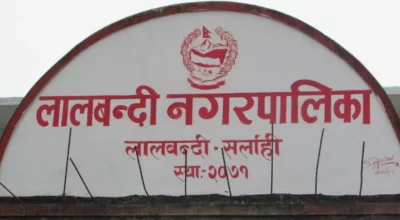 लालबन्दी नगरपालिका
लालबन्दी - सर्लाही
स्था.-२०७१